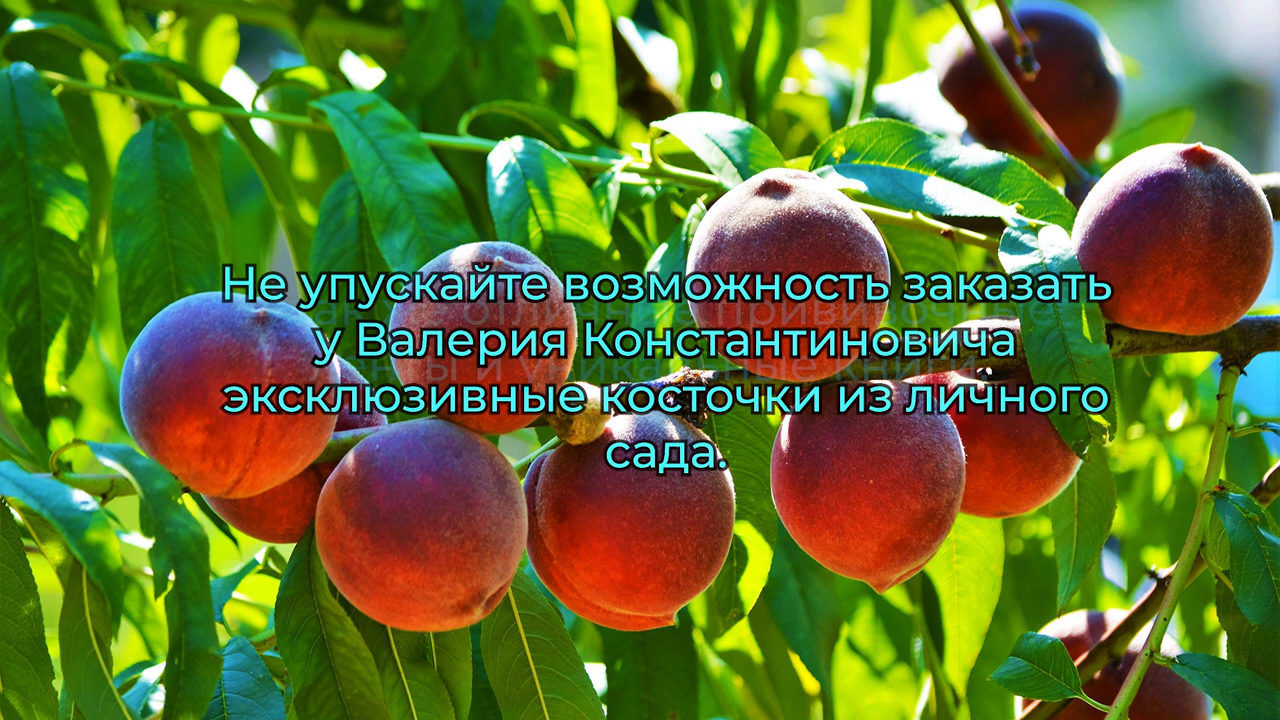 Не упускайте возможность заказать
у Валерия Константиновича
эксклюзивные косточки из личного
сада.